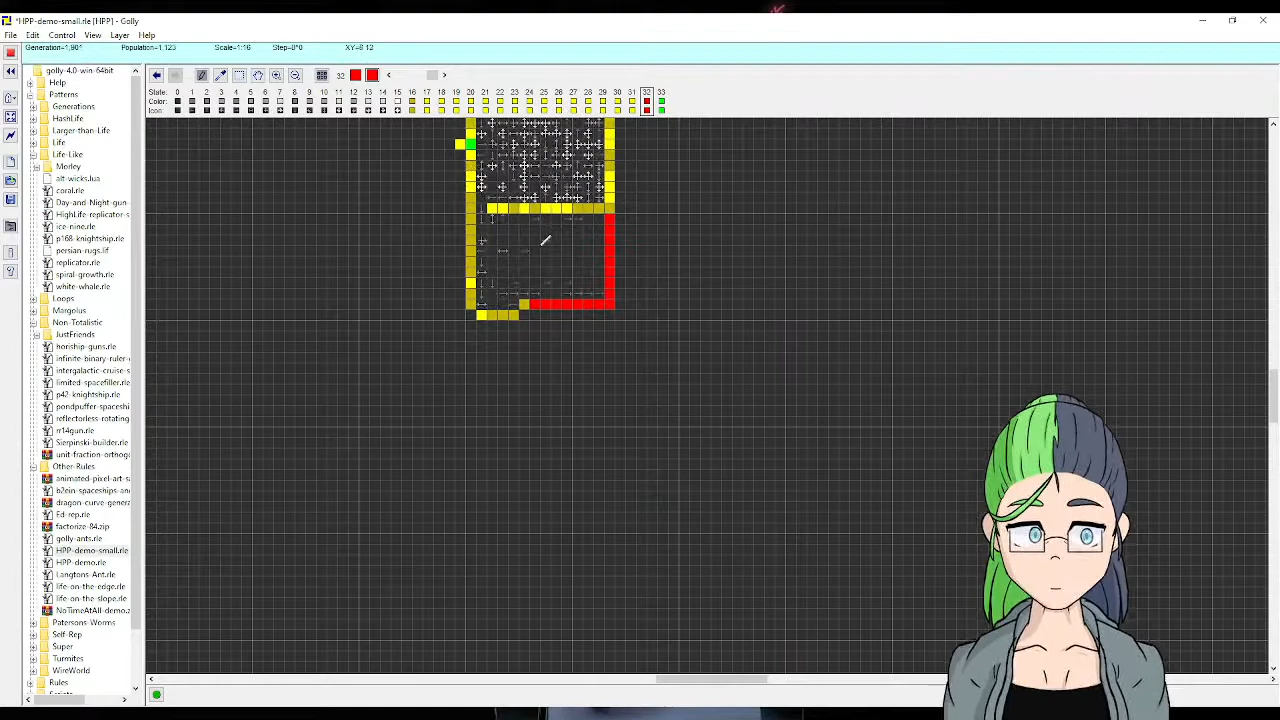 *HPP-demo-small.rle [HPP] - Golly
File Edit Control View Layer Help
Generation=1,901 Population=1,123 Scale=1:16 Step=8^0 XY=8 12
32
State: 0 1 2 3 4 5 6 7 8 9 10 11 12 13 14 15 16 17 18 19 20 21 22 23 24 25 26 27 28 29 30 31 32 33
Color:
Icon:
golly-4.0-win-64bit
Help
Patterns
Generations
HashLife
Larger-than-Life
Life
Life-Like
Morley
alt-wicks.lua
coral.rle
Day-and-Night-gun
HighLife-replicator-s
ice-nine.rle
p168-knightship.rle
persian-rugs.lif
replicator.rle
spiral-growth.rle
white-whale.rle
Loops
Margolus
Non-Totalistic
JustFriends
horiship-guns.rle
infinite-binary-ruler-
intergalactic-cruise-s
limited-spacefiller.rle
p42-knightship.rle
pondpuffer-spaceshi
reflectorless-rotating
rr14gun.rle
Sierpinski-builder.rle
unit-fraction-orthogo
Other-Rules
animated-pixel-art-s
b2ein-spaceships-an
dragon-curve-genera
Ed-rep.rle
factorize-84.zip
golly-ants.rle
HPP-demo-small.rle
HPP-demo.rle
Langtons-Ant.rle
life-on-the-edge.rle
life-on-the-slope.rle
NoTimeAtAll-demo.z
Patersons-Worms
Self-Rep
Super
Turmites
WireWorld
Rules